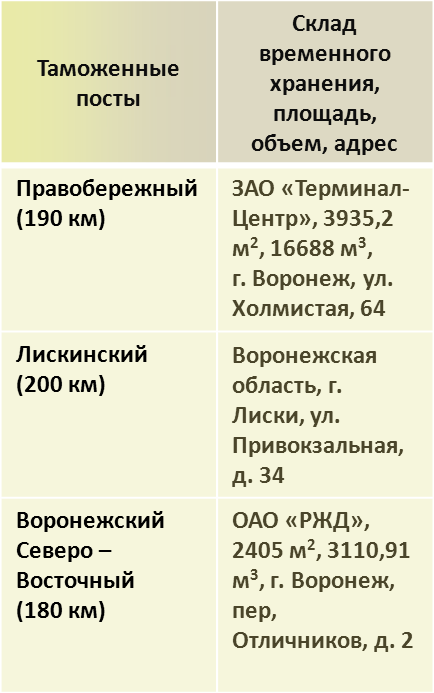 Таможенные
посты
Склад
временного
хранения,
площадь,
объем, адрес
Правобережный
(190 км)
ЗАО «Терминал-
Центр», 3935,2
м², 16688 м³,
г. Воронеж, ул.
Холмистая, 64
Лискинский
(200 км)
Воронежская
область, г.
Лиски, ул.
Привокзальная,
д. 34
Воронежский
Северо –
Восточный
(180 км)
ОАО «РЖД»,
2405 м², 3110,91
м³, г. Воронеж,
пер,
Отличников, д. 2